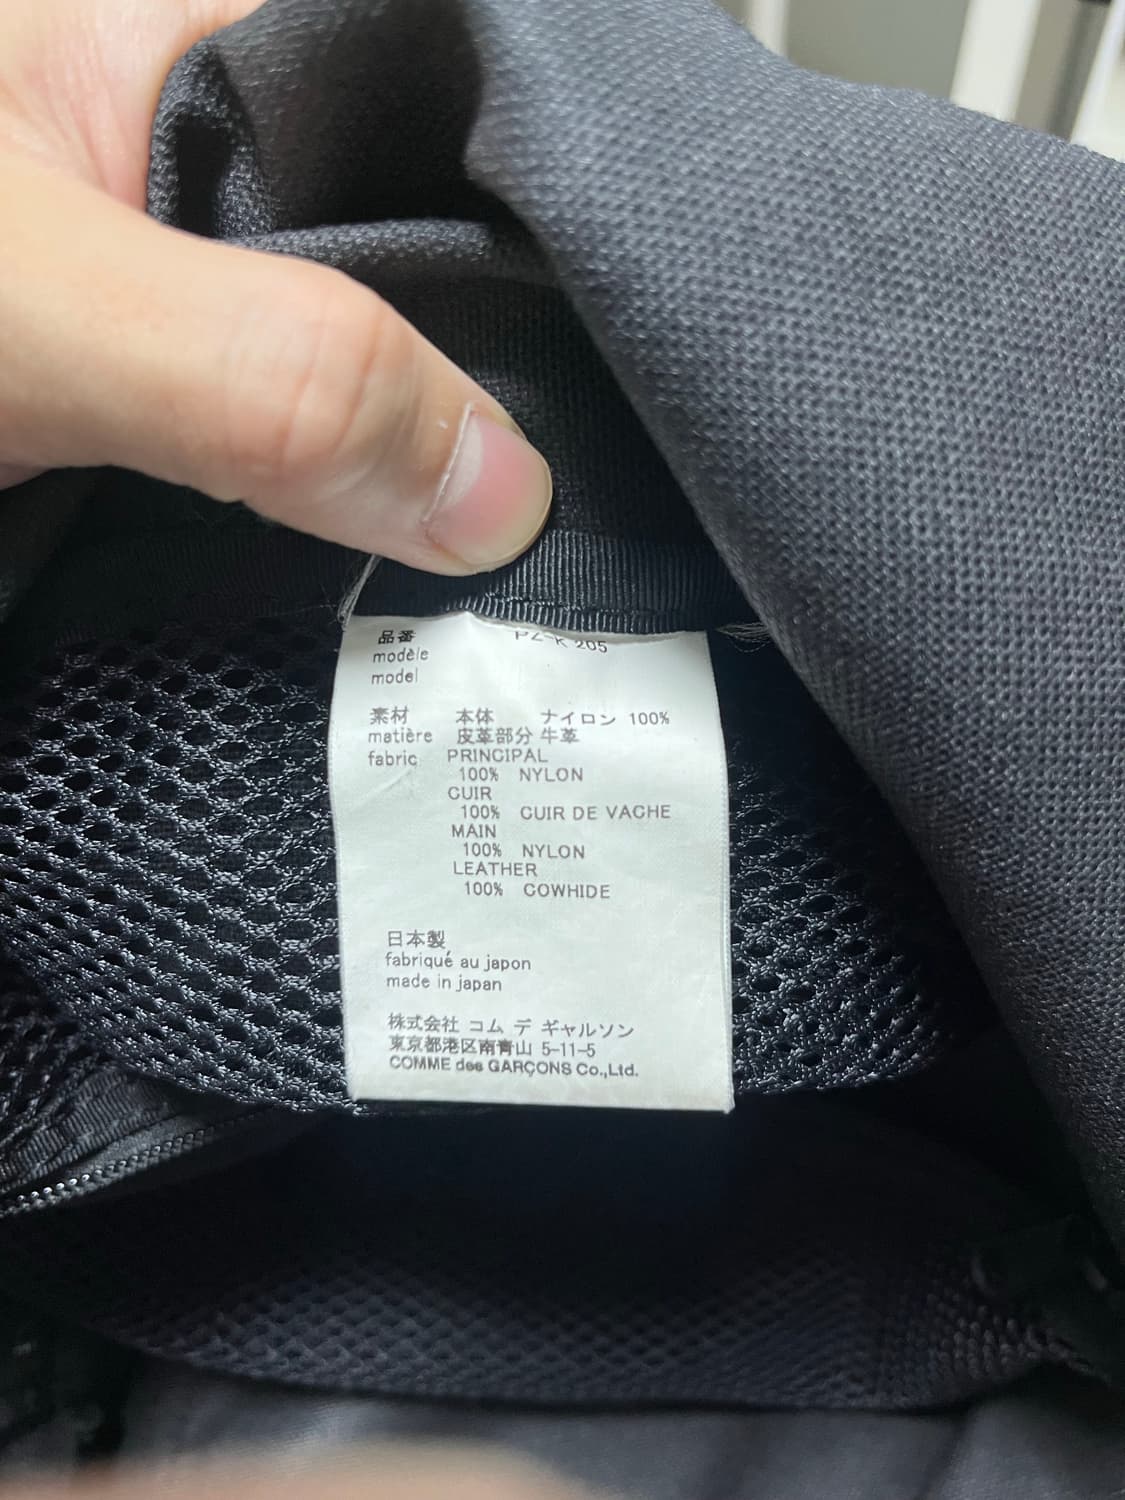 品番 PZ-K 205
modèle
model
素材 本体 ナイロン 100%
matière 皮革部分 牛革
fabric PRINCIPAL
100% NYLON
CUIR
100% CUIR DE VACHE
MAIN
100% NYLON
LEATHER
100% COWHIDE
日本製
fabriqué au japon
made in japan
株式会社 コム デ ギャルソン
東京都港区南青山 5-11-5
COMME des GARÇONS Co.,Ltd.